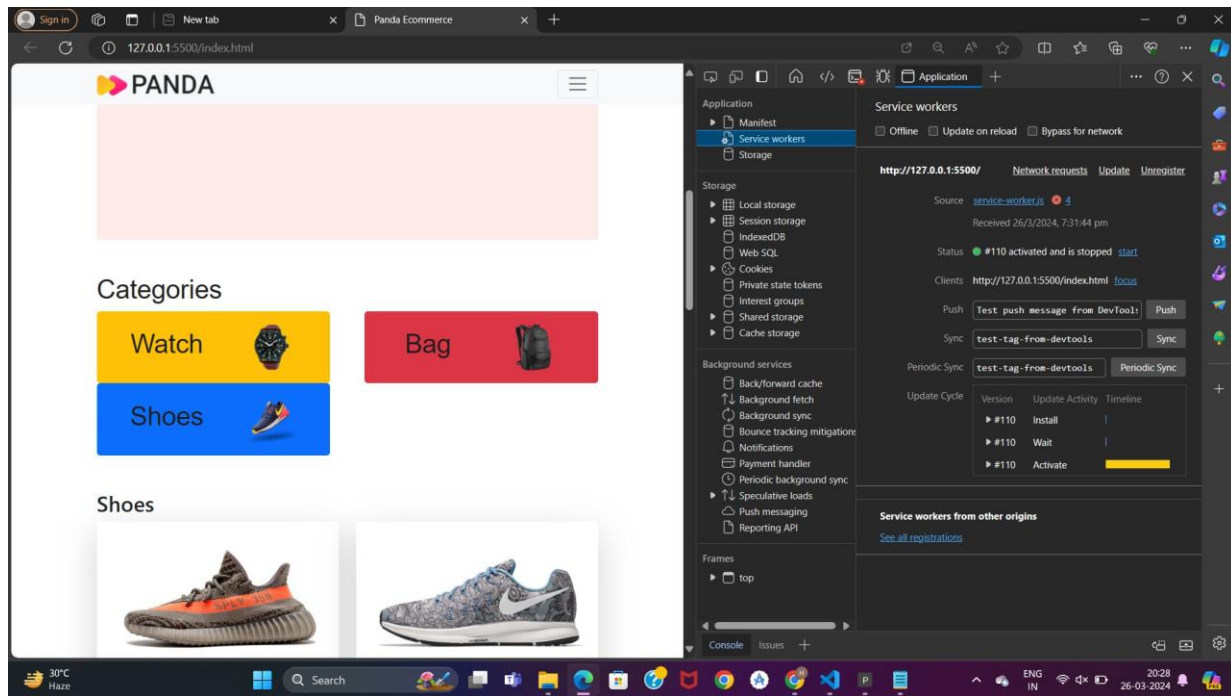 Sign in
New tab
Panda Ecommerce
127.0.0.1:5500/index.html
PANDA
Categories
Watch
Bag
Shoes
Shoes
SPLY-350
Application
Application
Manifest
Service workers
Storage
Storage
Local storage
Session storage
IndexedDB
Web SQL
Cookies
Private state tokens
Interest groups
Shared storage
Cache storage
Background services
Back/forward cache
Background fetch
Background sync
Bounce tracking mitigations
Notifications
Payment handler
Periodic background sync
Speculative loads
Push messaging
Reporting API
Frames
top
Service workers
Offline Update on reload Bypass for network
http://127.0.0.1:5500/ Network requests Update Unregister
Source service-worker.js 4
Received 26/3/2024, 7:31:44 pm
Status #110 activated and is stopped start
Clients http://127.0.0.1:5500/index.html focus
Push Test push message from DevTools Push
Sync test-tag-from-devtools Sync
Periodic Sync test-tag-from-devtools Periodic Sync
Update Cycle Version Update Activity Timeline
#110 Install
#110 Wait
#110 Activate
Service workers from other origins
See all registrations
Console Issues
30°C
Haze
Search
ENG
IN
20:28
26-03-2024